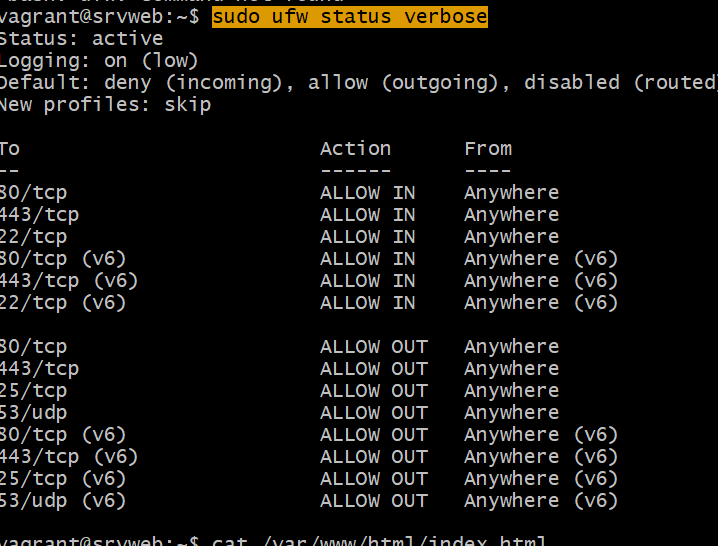 vagrant@srvweb:~$ sudo ufw status verbose
Status: active
Logging: on (low)
Default: deny (incoming), allow (outgoing), disabled (routed
New profiles: skip
To Action From
-- ------ ----
80/tcp ALLOW IN Anywhere
443/tcp ALLOW IN Anywhere
22/tcp ALLOW IN Anywhere
80/tcp (v6) ALLOW IN Anywhere (v6)
443/tcp (v6) ALLOW IN Anywhere (v6)
22/tcp (v6) ALLOW IN Anywhere (v6)
80/tcp ALLOW OUT Anywhere
443/tcp ALLOW OUT Anywhere
25/tcp ALLOW OUT Anywhere
53/udp ALLOW OUT Anywhere
80/tcp (v6) ALLOW OUT Anywhere (v6)
443/tcp (v6) ALLOW OUT Anywhere (v6)
25/tcp (v6) ALLOW OUT Anywhere (v6)
53/udp (v6) ALLOW OUT Anywhere (v6)
vagrant@srvweb:~$ cat /var/www/html/index.html